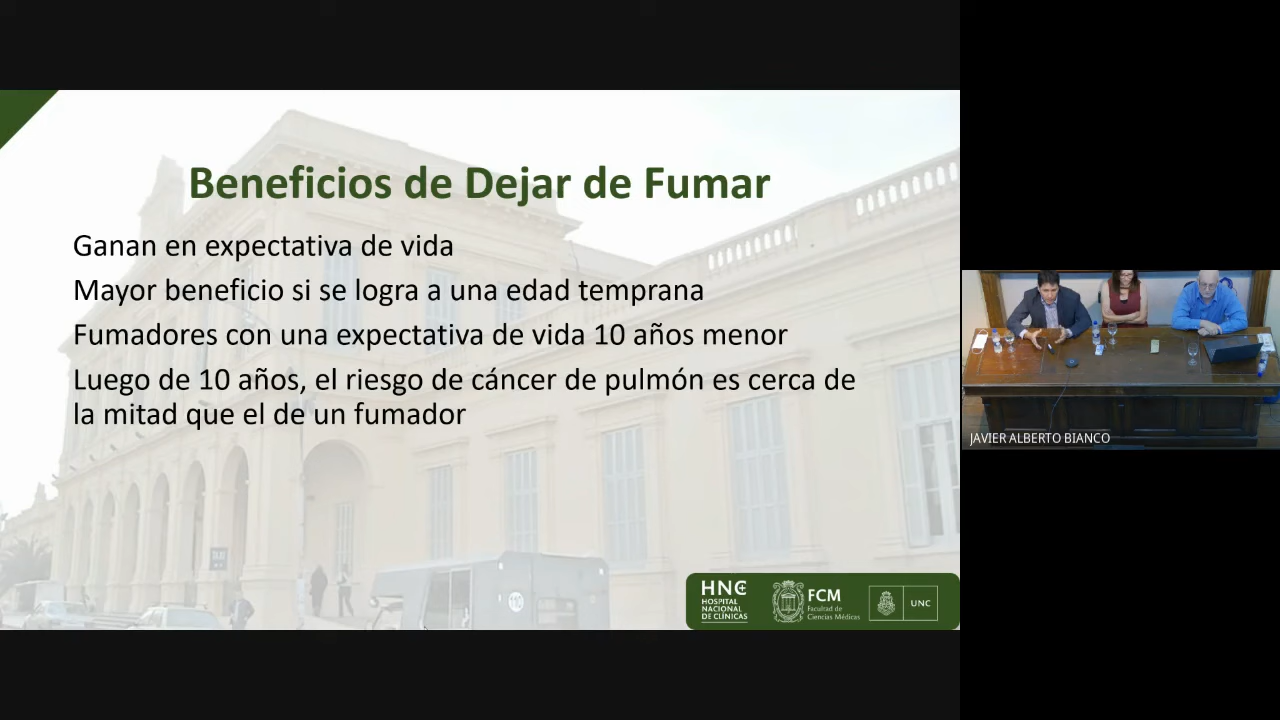 Beneficios de Dejar de Fumar
Ganan en expectativa de vida
Mayor beneficio si se logra a una edad temprana
Fumadores con una expectativa de vida 10 años menor
Luego de 10 años, el riesgo de cáncer de pulmón es cerca de
la mitad que el de un fumador
HNC
HOSPITAL
NACIONAL
DE CLÍNICAS
FCM
Facultad de
Ciencias Médicas
UNC
JAVIER ALBERTO BIANCO